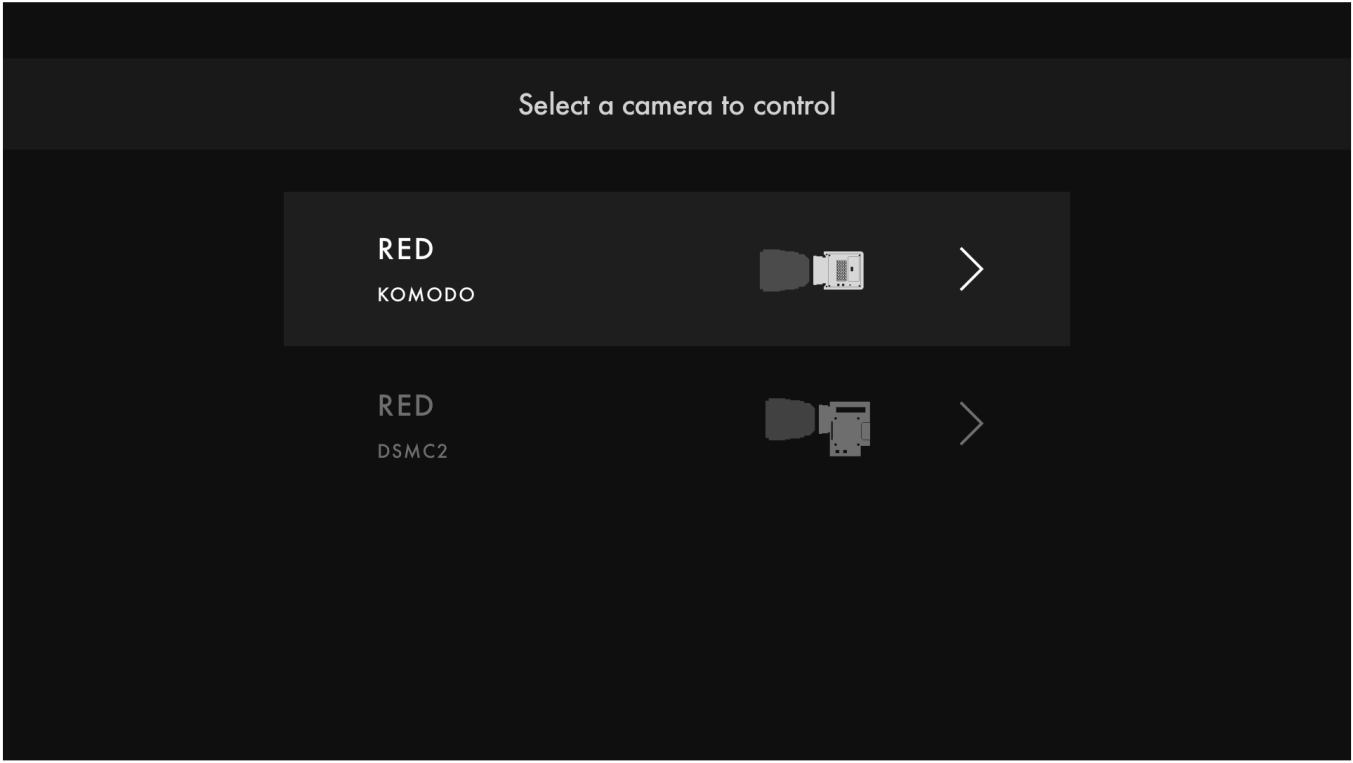 Select a camera to control
RED
KOMODO
RED
DSMC2